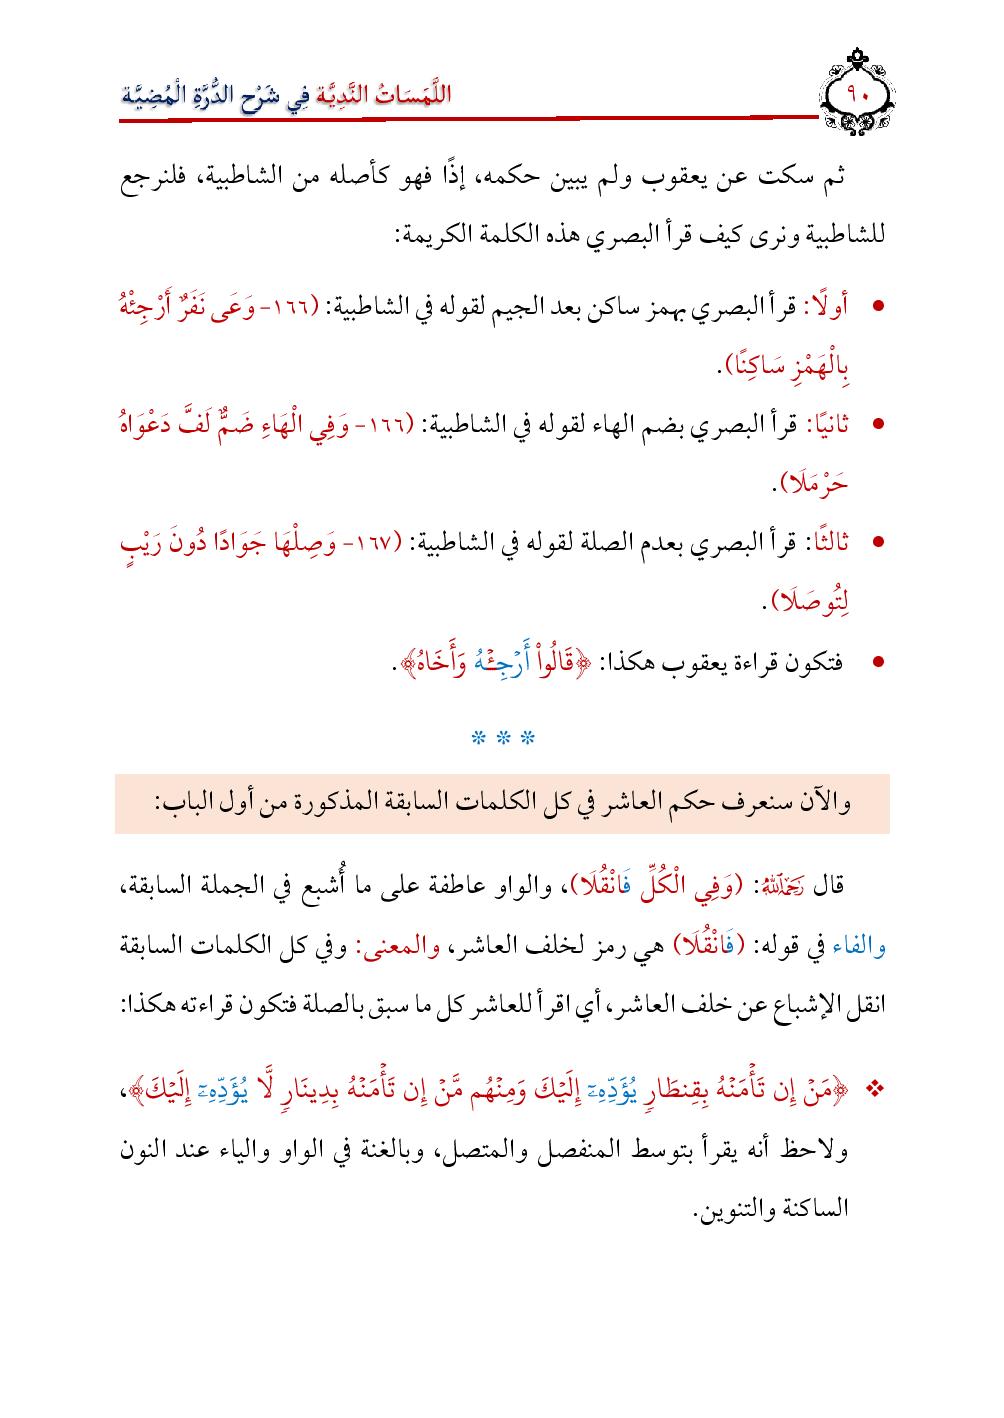 اللَّمَسَاتُ النَّدِيَّة فِي شَرْح الدُّرَّةِ الْمُضِيَّة
٩٠
ثم سكت عن يعقوب ولم يبين حكمه، إذًا فهو كأصله من الشاطبية، فلنرجع
للشاطبية ونرى كيف قرأ البصري هذه الكلمة الكريمة:
• أولًا: قرأ البصري بهمز ساكن بعد الجيم لقوله في الشاطبية: (١٦٦- وَعَى نَفَرٌ أَرْجِئْهُ
بِالْهَمْزِ سَاكِنًا).
• ثانيًا: قرأ البصري بضم الهاء لقوله في الشاطبية: (١٦٦- وَفِي الْهَاءِ ضَمٌّ لَفَّ دَعْوَاهُ
حَرْمَلَا).
• ثالثًا: قرأ البصري بعدم الصلة لقوله في الشاطبية: (١٦٧- وَصِلْهَا جَوَادًا دُونَ رَيْبٍ
لِتُوصَلَا).
• فتكون قراءة يعقوب هكذا: ﴿قَالُواْ أَرۡجِئۡهُ وَأَخَاهُ﴾.
* * *
والآن سنعرف حكم العاشر في كل الكلمات السابقة المذكورة من أول الباب:
قال رَحِمَهُ اللَّهُ: (وَفِي الْكُلِّ فَانْقُلَا)، والواو عاطفة على ما أُشبع في الجملة السابقة،
والفاء في قوله: (فَانْقُلَا) هي رمز لخلف العاشر، والمعنى: وفي كل الكلمات السابقة
انقل الإشباع عن خلف العاشر، أي اقرأ للعاشر كل ما سبق بالصلة فتكون قراءته هكذا:
❖ ﴿مَنۡ إِن تَأۡمَنۡهُ بِقِنطَارٖ يُؤَدِّهِۦٓ إِلَيۡكَ وَمِنۡهُم مَّنۡ إِن تَأۡمَنۡهُ بِدِينَارٖ لَّا يُؤَدِّهِۦٓ إِلَيۡكَ﴾،
ولاحظ أنه يقرأ بتوسط المنفصل والمتصل، وبالغنة في الواو والياء عند النون
الساكنة والتنوين.